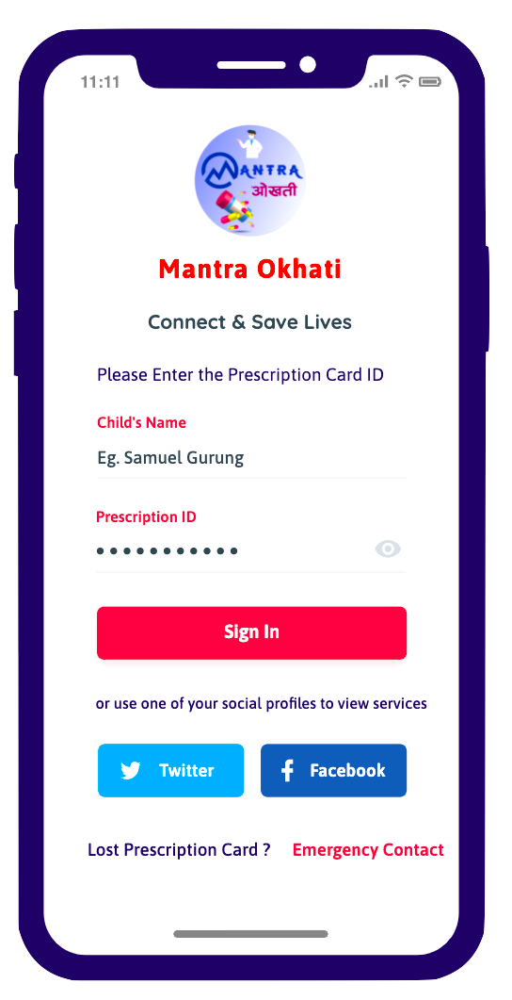 11:11
MANTRA
ओखती
Mantra Okhati
Connect & Save Lives
Please Enter the Prescription Card ID
Child's Name
Eg. Samuel Gurung
Prescription ID
Sign In
or use one of your social profiles to view services
Twitter Facebook
Lost Prescription Card ? Emergency Contact